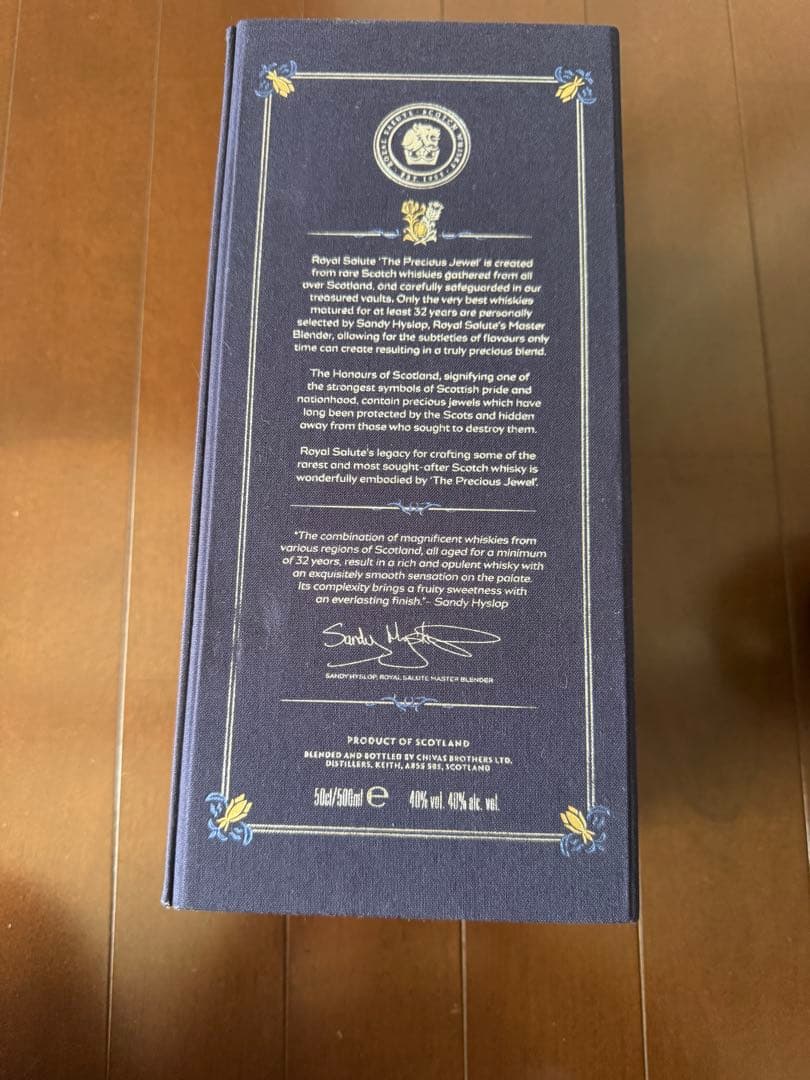 ROYAL SALUTE · SCOTCH WHISKY
· EST. 1953 ·
Royal Salute 'The Precious Jewel' is created
from rare Scotch whiskies gathered from all
over Scotland, and carefully safeguarded in our
treasured vaults. Only the very best whiskies
matured for at least 32 years are personally
selected by Sandy Hyslop, Royal Salute's Master
Blender, allowing for the subtleties of flavours only
time can create resulting in a truly precious blend.
The Honours of Scotland, signifying one of
the strongest symbols of Scottish pride and
nationhood, contain precious jewels which have
long been protected by the Scots and hidden
away from those who sought to destroy them.
Royal Salute's legacy for crafting some of the
rarest and most sought-after Scotch whisky is
wonderfully embodied by 'The Precious Jewel'.
"The combination of magnificent whiskies from
various regions of Scotland, all aged for a minimum
of 32 years, result in a rich and opulent whisky with
an exquisitely smooth sensation on the palate.
Its complexity brings a fruity sweetness with
an everlasting finish."- Sandy Hyslop
Sandy Hyslop
SANDY HYSLOP, ROYAL SALUTE MASTER BLENDER
PRODUCT OF SCOTLAND
BLENDED AND BOTTLED BY CHIVAS BROTHERS LTD.
DISTILLERS, KEITH, AB55 5BS, SCOTLAND
50cl/500ml e 40% vol. 40% alc. vol.